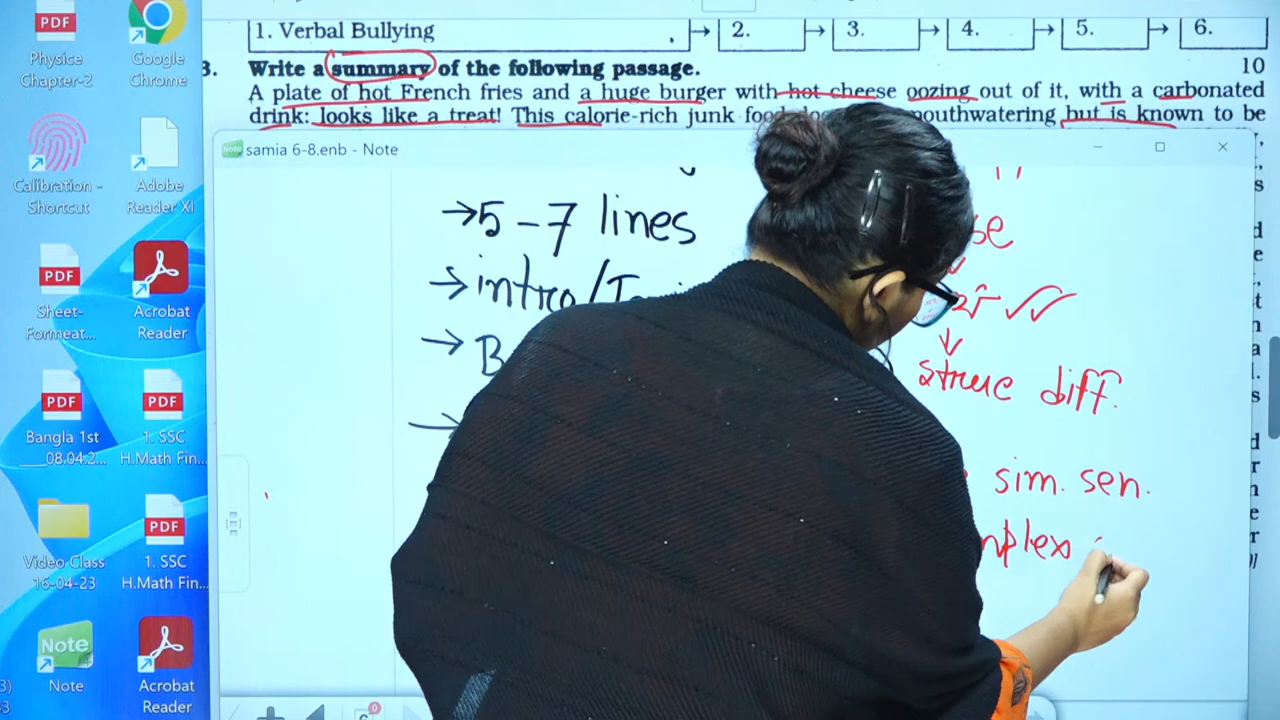 1. Verbal Bullying → 2. → 3. → 4. → 5. → 6.
3. Write a summary of the following passage. 10
A plate of hot French fries and a huge burger with hot cheese oozing out of it, with a carbonated
drink: looks like a treat! This calorie-rich junk food mouthwatering but is known to be
samia 6-8.enb - Note
→ 5-7 lines
→ intro/
→ B
→
↓
struc diff.
sim. sen.
Physice
Chapter-2
Google
Chrome
Calibration -
Shortcut
Adobe
Reader XI
Sheet-
Formeat...
Acrobat
Reader
Bangla 1st
___08.04.2...
1. SSC
H.Math Fin...
Video Class
16-04-23
1. SSC
H.Math Fin...
Note
Note
Acrobat
Reader
PDF
PDF
PDF
PDF
PDF